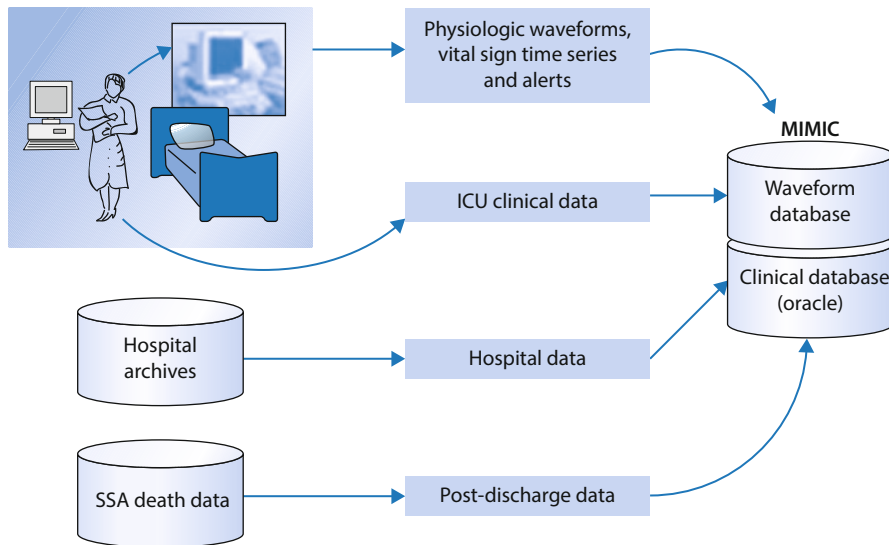 Physiologic waveforms,
vital sign time series
and alerts
MIMIC
Waveform
database
ICU clinical data
Clinical database
(oracle)
Hospital
archives
Hospital data
SSA death data
Post-discharge data